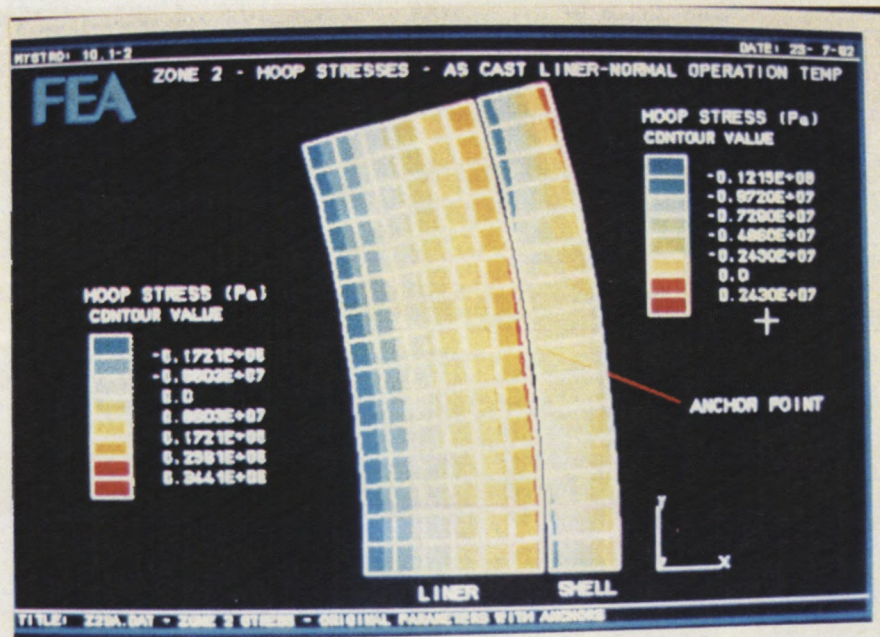 MYSTRO: 10.1-2
DATE: 23- 7-82
FEA
ZONE 2 - HOOP STRESSES - AS CAST LINER-NORMAL OPERATION TEMP
HOOP STRESS (Pa)
CONTOUR VALUE
-0.1215E+08
-0.9720E+07
-0.7290E+07
-0.4860E+07
-0.2430E+07
0.0
0.2430E+07
HOOP STRESS (Pa)
CONTOUR VALUE
-0.1721E+08
-0.8603E+07
0.0
0.8603E+07
0.1721E+08
0.2581E+08
0.3441E+08
ANCHOR POINT
Y
Z
X
LINER
SHELL
TITLE: Z29A.DAT - ZONE 2 STRESS - ORIGINAL PARAMETERS WITH ANCHORS